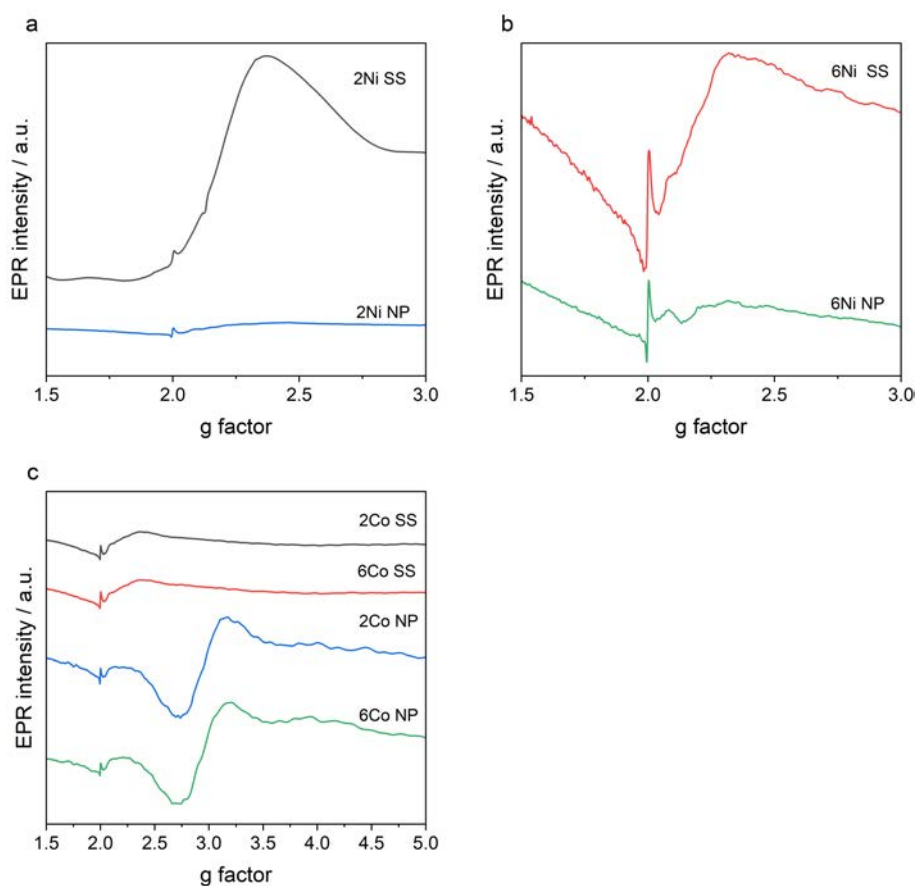 a
2Ni SS
2Ni NP
EPR intensity / a.u.
1.5 2.0 2.5 3.0
g factor
b
6Ni SS
6Ni NP
EPR intensity / a.u.
1.5 2.0 2.5 3.0
g factor
c
2Co SS
6Co SS
2Co NP
6Co NP
EPR intensity / a.u.
1.5 2.0 2.5 3.0 3.5 4.0 4.5 5.0
g factor